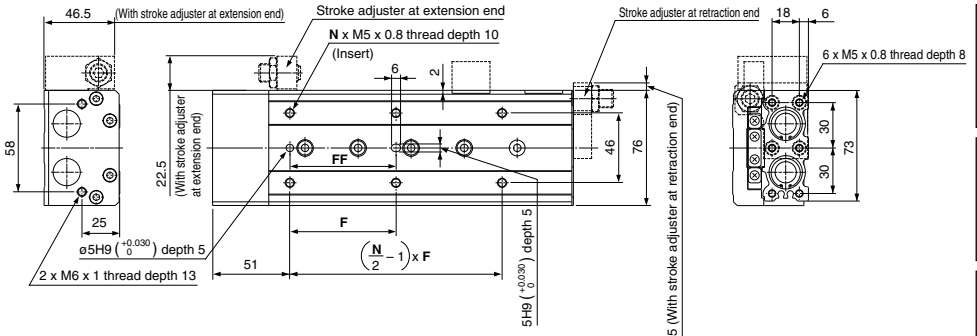 46.5
(With stroke adjuster at extension end)
Stroke adjuster at extension end
N x M5 x 0.8 thread depth 10
(Insert)
6
2
Stroke adjuster at retraction end
18
6
6 x M5 x 0.8 thread depth 8
58
22.5
(With stroke adjuster
at extension end)
FF
46
76
30
30
73
25
F
ø5H9 (+0.030 0) depth 5
51
(N/2 − 1) x F
2 x M6 x 1 thread depth 13
5H9 (+0.030 0) depth 5
5 (With stroke adjuster at retraction end)